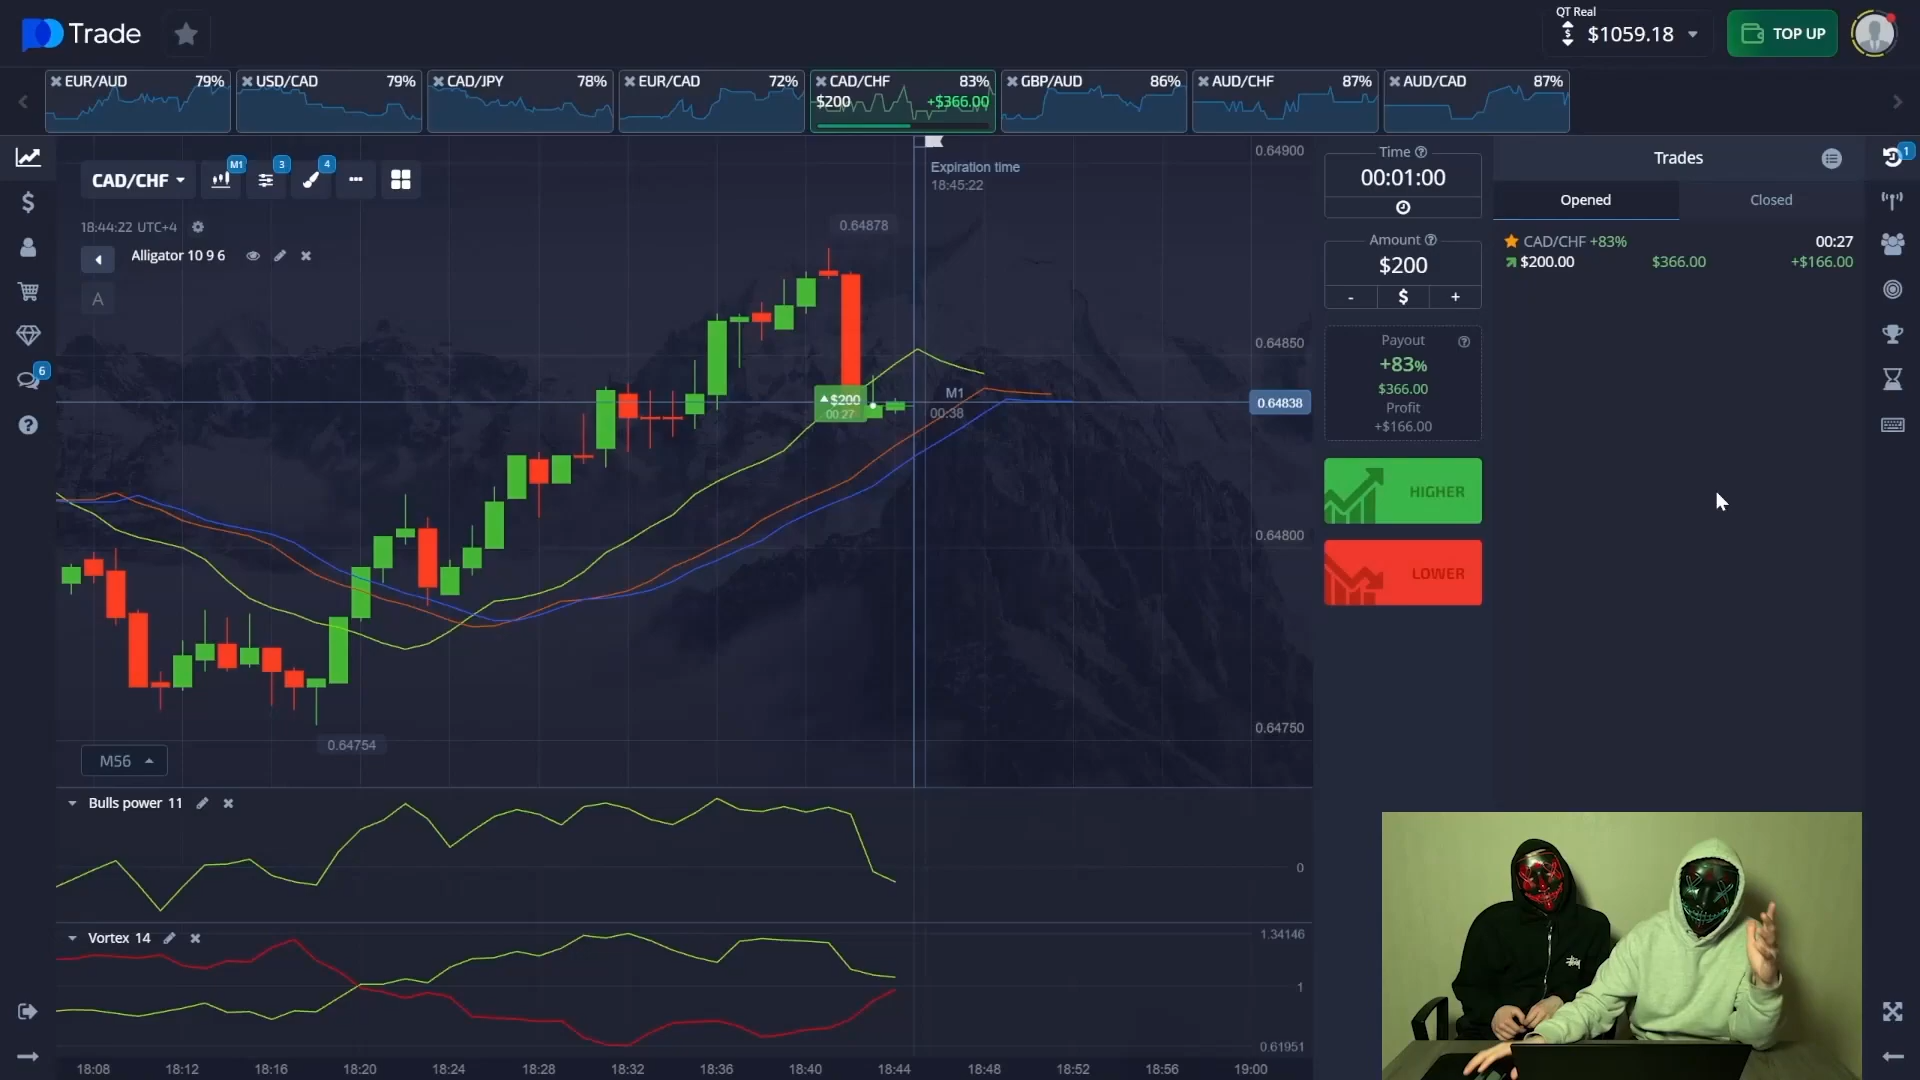 Trade
QT Real
$1059.18
TOP UP
EUR/AUD 79%
USD/CAD 79%
CAD/JPY 78%
EUR/CAD 72%
CAD/CHF 83%
$200 +$366.00
GBP/AUD 86%
AUD/CHF 87%
AUD/CAD 87%
CAD/CHF
M1
3
4
18:44:22 UTC+4
Alligator 10 9 6
A
Expiration time
18:45:22
0.64878
$200
00:27
M1
00:38
0.64754
M56
0.64900
0.64850
0.64838
0.64800
0.64750
Bulls power 11
0
Vortex 14
1.34146
1
0.61951
18:08 18:12 18:16 18:20 18:24 18:28 18:32 18:36 18:40 18:44 18:48 18:52 18:56 19:00
6
Time
00:01:00
Amount
$200
- $ +
Payout
+83%
$366.00
Profit
+$166.00
HIGHER
LOWER
Trades
1
Opened Closed
CAD/CHF +83% 00:27
$200.00 $366.00 +$166.00